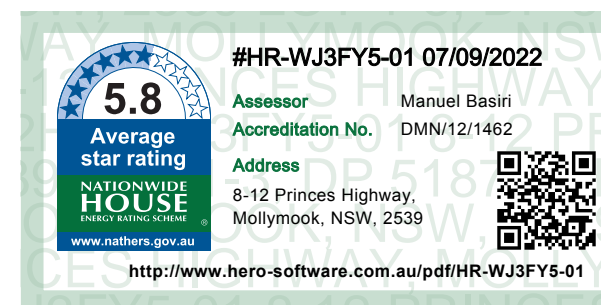 #HR-WJ3FY5-01 07/09/2022
5.8
Average
star rating
NATIONWIDE
HOUSE
ENERGY RATING SCHEME
®
www.nathers.gov.au
Assessor Manuel Basiri
Accreditation No. DMN/12/1462
Address
8-12 Princes Highway,
Mollymook, NSW, 2539
http://www.hero-software.com.au/pdf/HR-WJ3FY5-01